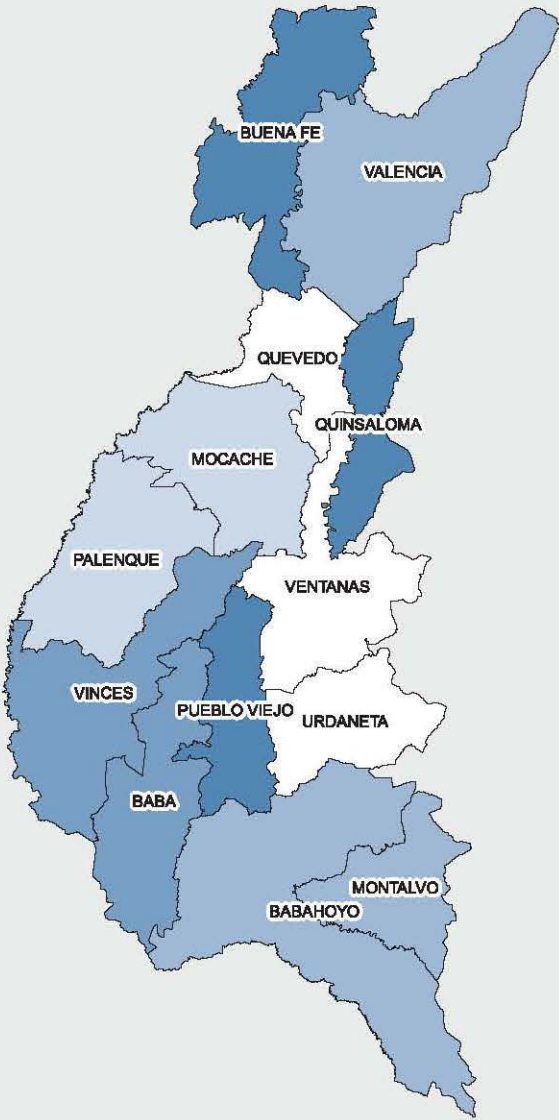 BUENA FE
VALENCIA
QUEVEDO
QUINSALOMA
MOCACHE
PALENQUE
VENTANAS
VINCES
PUEBLO VIEJO
URDANETA
BABA
MONTALVO
BABAHOYO